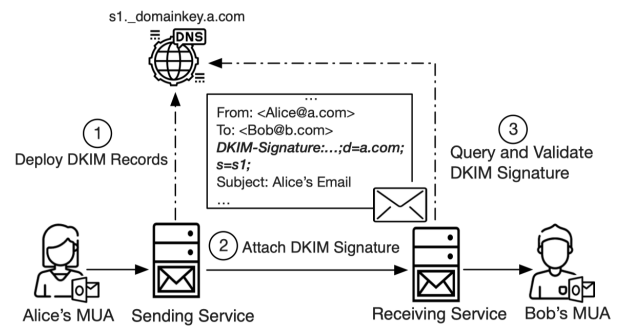 s1._domainkey.a.com
DNS
...
From: <Alice@a.com>
To: <Bob@b.com>
DKIM-Signature:...;d=a.com;
s=s1;
Subject: Alice's Email
...
1
Deploy DKIM Records
3
Query and Validate
DKIM Signature
2 Attach DKIM Signature
Alice's MUA
Sending Service
Receiving Service
Bob's MUA